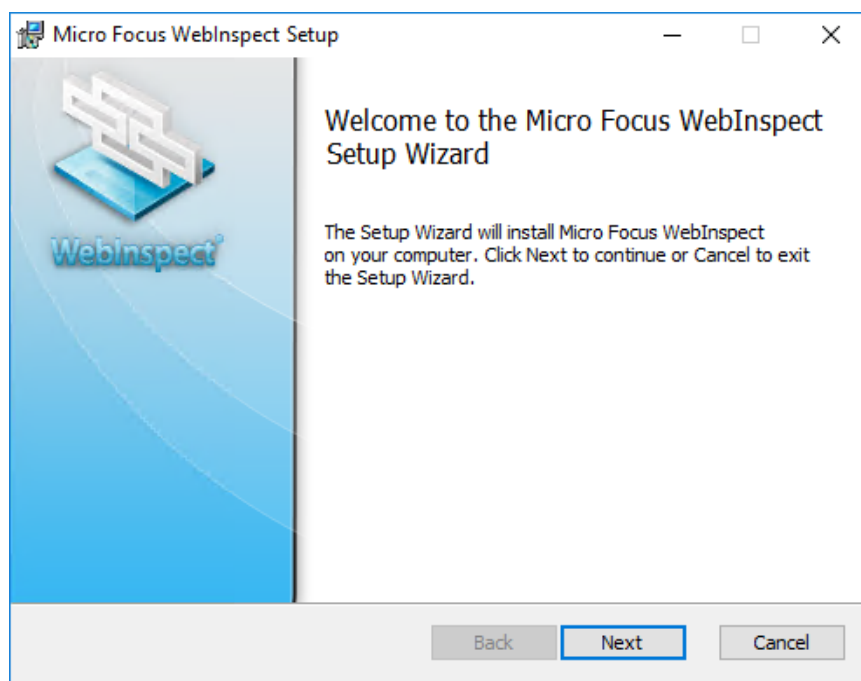 Micro Focus WebInspect Setup
WebInspect
Welcome to the Micro Focus WebInspect
Setup Wizard
The Setup Wizard will install Micro Focus WebInspect
on your computer. Click Next to continue or Cancel to exit
the Setup Wizard.
Back Next Cancel